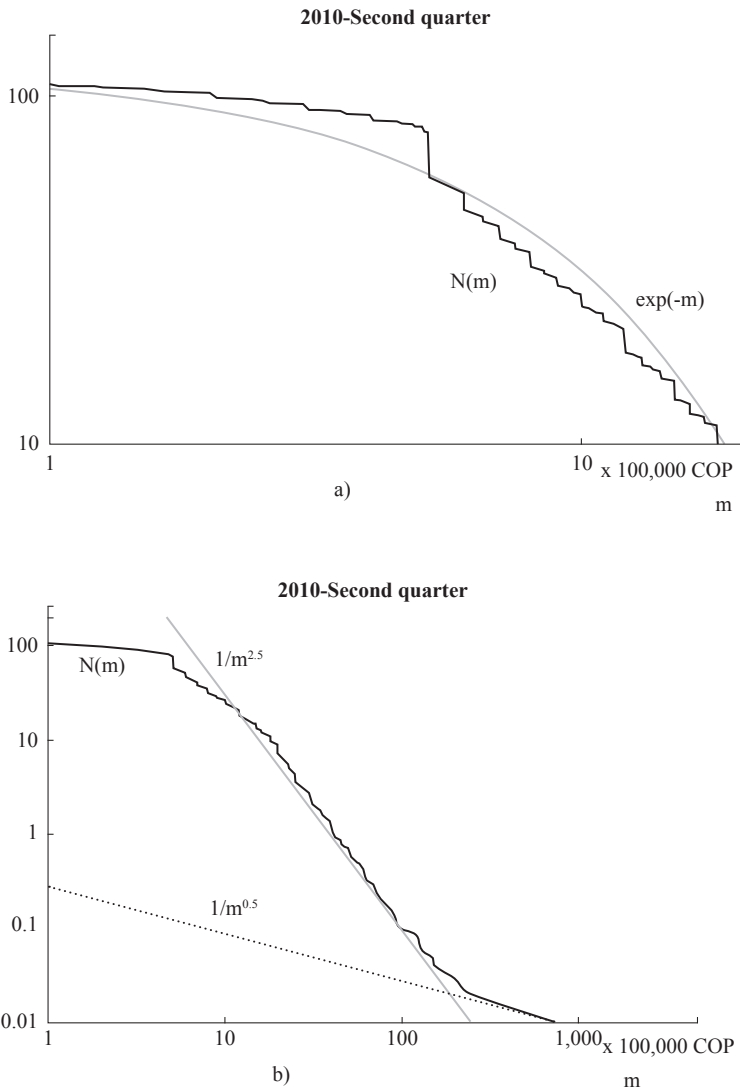 2010-Second quarter
100
N(m)
exp(-m)
10
1
10
x 100,000 COP
a)
m
2010-Second quarter
100
N(m)
1/m^2.5
10
1
0.1
1/m^0.5
0.01
1
10
100
1,000
x 100,000 COP
b)
m